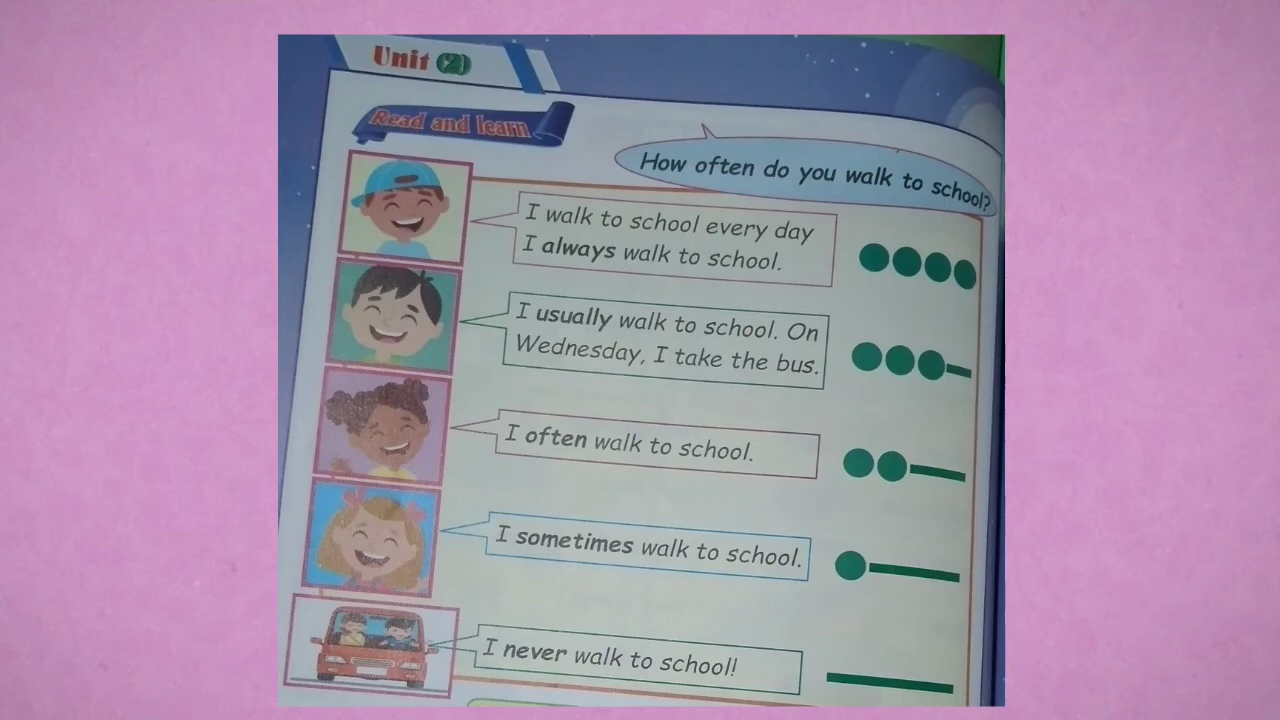 Unit (2)
Read and learn
How often do you walk to school?
I walk to school every day
I always walk to school.
I usually walk to school. On
Wednesday, I take the bus.
I often walk to school.
I sometimes walk to school.
I never walk to school!